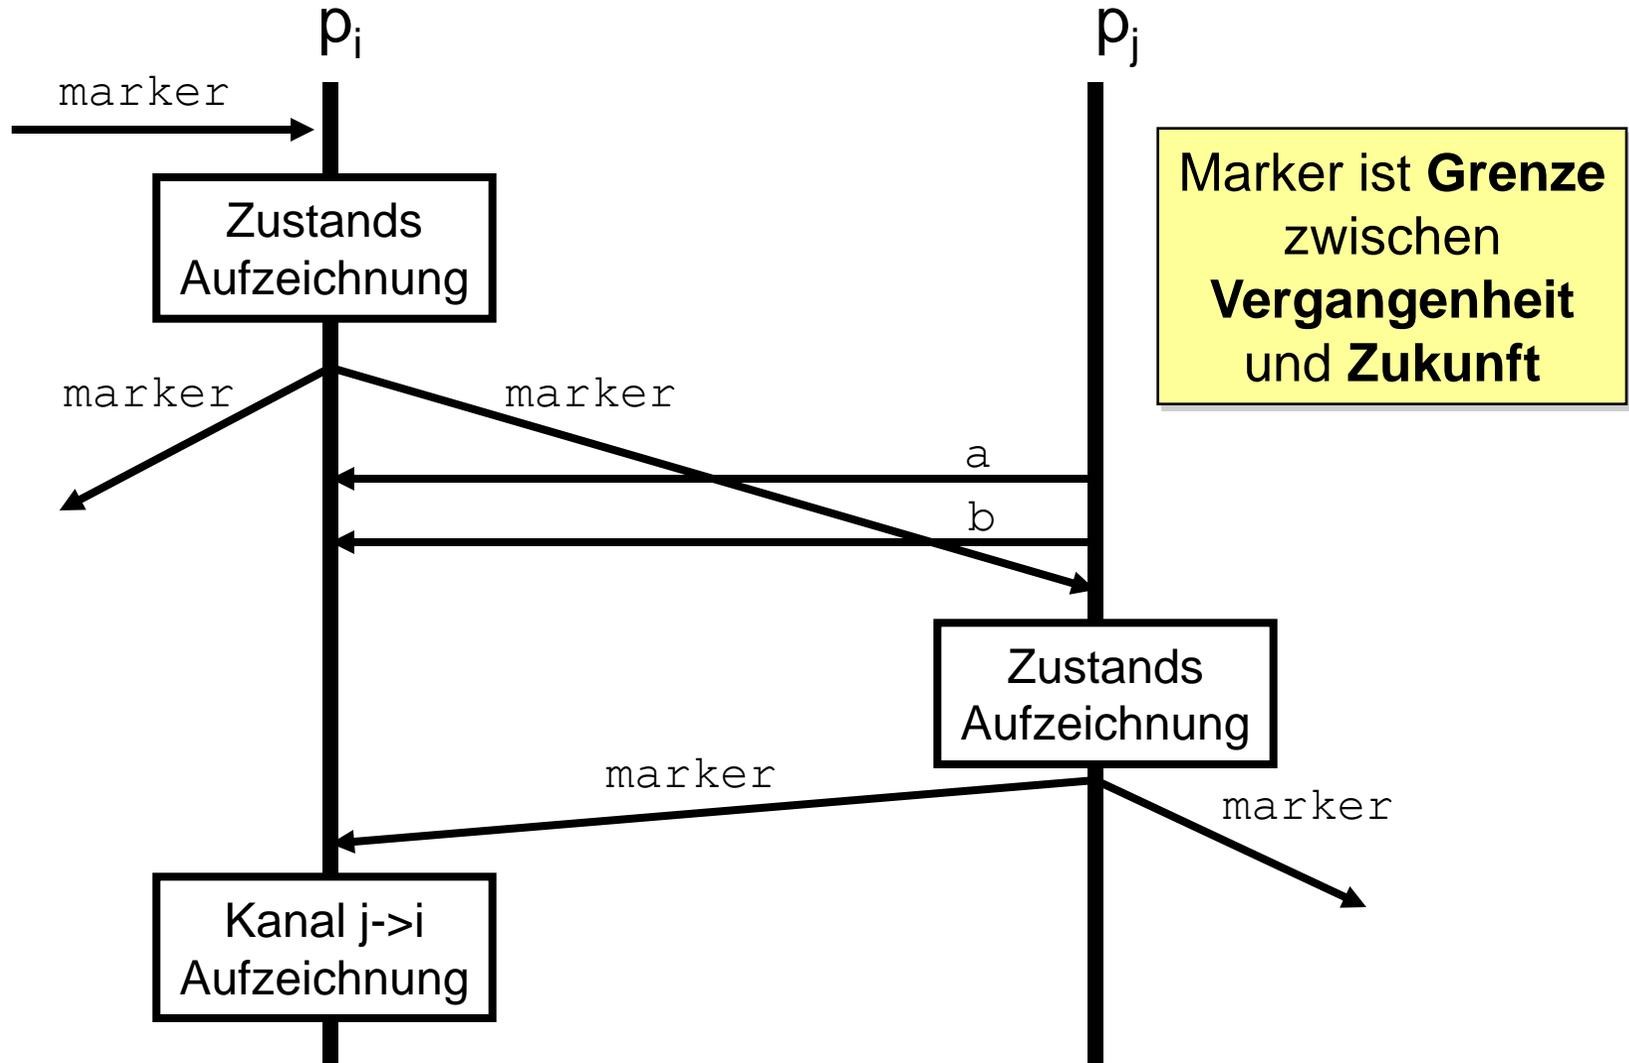 pi
pj
marker
Marker ist Grenze
zwischen
Vergangenheit
und Zukunft
Zustands
Aufzeichnung
marker
marker
a
b
Zustands
Aufzeichnung
marker
marker
Kanal j->i
Aufzeichnung